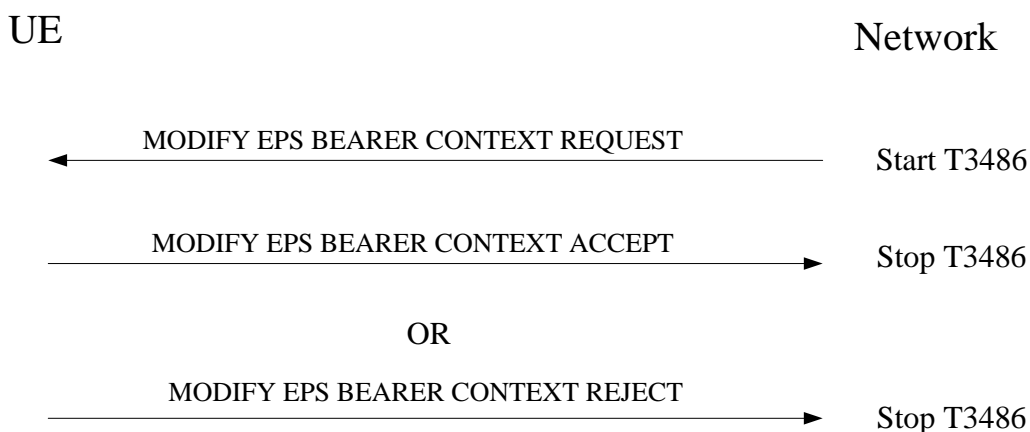 UE
Network
MODIFY EPS BEARER CONTEXT REQUEST
Start T3486
MODIFY EPS BEARER CONTEXT ACCEPT
Stop T3486
OR
MODIFY EPS BEARER CONTEXT REJECT
Stop T3486